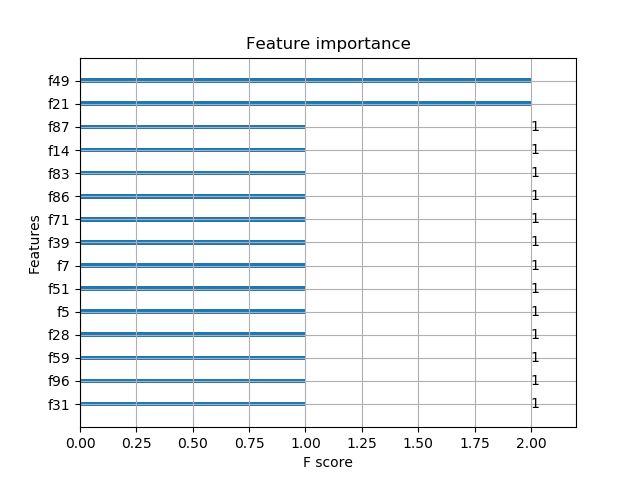 Feature importance
f49
f21
f87 1
f14 1
f83 1
f86 1
f71 1
f39 1
f7 1
f51 1
f5 1
f28 1
f59 1
f96 1
f31 1
Features
0.00 0.25 0.50 0.75 1.00 1.25 1.50 1.75 2.00
F score